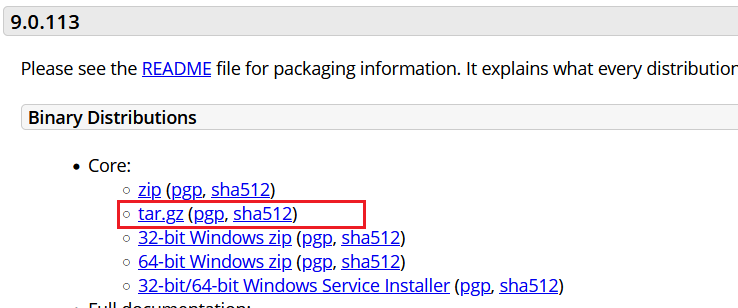 9.0.113
Please see the README file for packaging information. It explains what every distribution
Binary Distributions
• Core:
○ zip (pgp, sha512)
○ tar.gz (pgp, sha512)
○ 32-bit Windows zip (pgp, sha512)
○ 64-bit Windows zip (pgp, sha512)
○ 32-bit/64-bit Windows Service Installer (pgp, sha512)
• Full documentation: